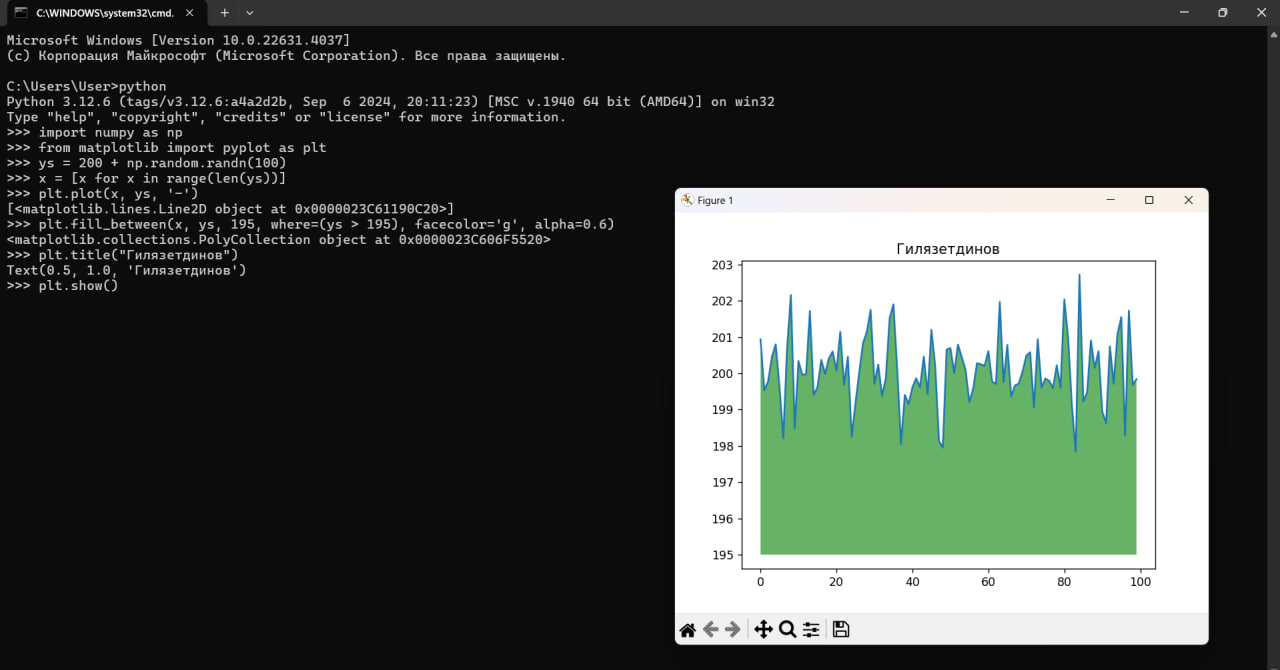 C:\WINDOWS\system32\cmd.
Microsoft Windows [Version 10.0.22631.4037]
(c) Корпорация Майкрософт (Microsoft Corporation). Все права защищены.
C:\Users\User>python
Python 3.12.6 (tags/v3.12.6:a4a2d2b, Sep  6 2024, 20:11:23) [MSC v.1940 64 bit (AMD64)] on win32
Type "help", "copyright", "credits" or "license" for more information.
>>> import numpy as np
>>> from matplotlib import pyplot as plt
>>> ys = 200 + np.random.randn(100)
>>> x = [x for x in range(len(ys))]
>>> plt.plot(x, ys, '-')
[<matplotlib.lines.Line2D object at 0x0000023C61190C20>]
>>> plt.fill_between(x, ys, 195, where=(ys > 195), facecolor='g', alpha=0.6)
<matplotlib.collections.PolyCollection object at 0x0000023C606F5520>
>>> plt.title("Гилязетдинов")
Text(0.5, 1.0, 'Гилязетдинов')
>>> plt.show()
Figure 1
Гилязетдинов
203
202
201
200
199
198
197
196
195
0 20 40 60 80 100